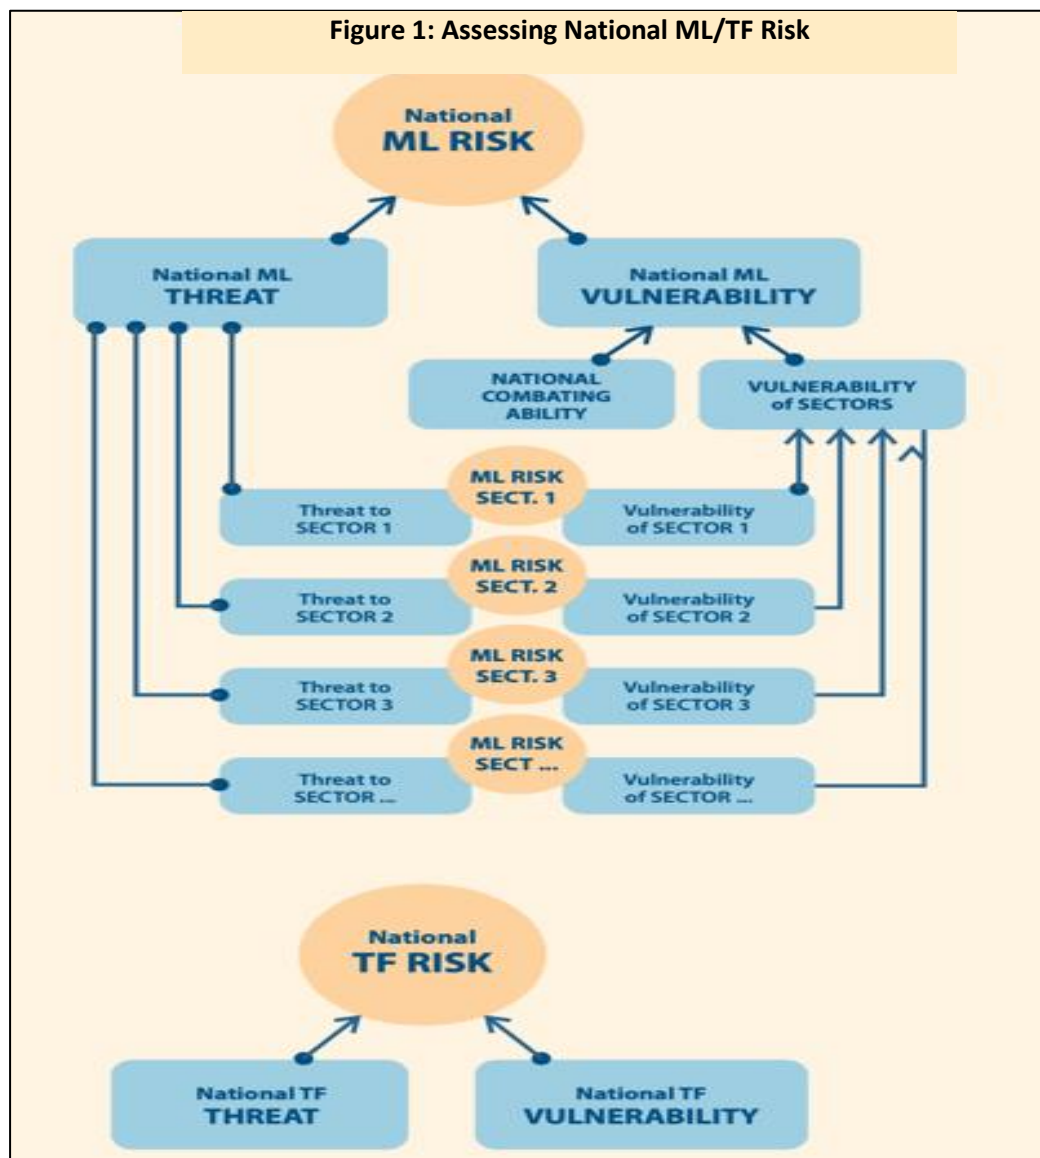 Figure 1: Assessing National ML/TF Risk
National
ML RISK
National ML
THREAT
National ML
VULNERABILITY
NATIONAL
COMBATING
ABILITY
VULNERABILITY
of SECTORS
ML RISK
SECT. 1
Threat to
SECTOR 1
Vulnerability
of SECTOR 1
ML RISK
SECT. 2
Threat to
SECTOR 2
Vulnerability
of SECTOR 2
ML RISK
SECT. 3
Threat to
SECTOR 3
Vulnerability
of SECTOR 3
ML RISK
SECT ...
Threat to
SECTOR ...
Vulnerability
of SECTOR ...
National
TF RISK
National TF
THREAT
National TF
VULNERABILITY